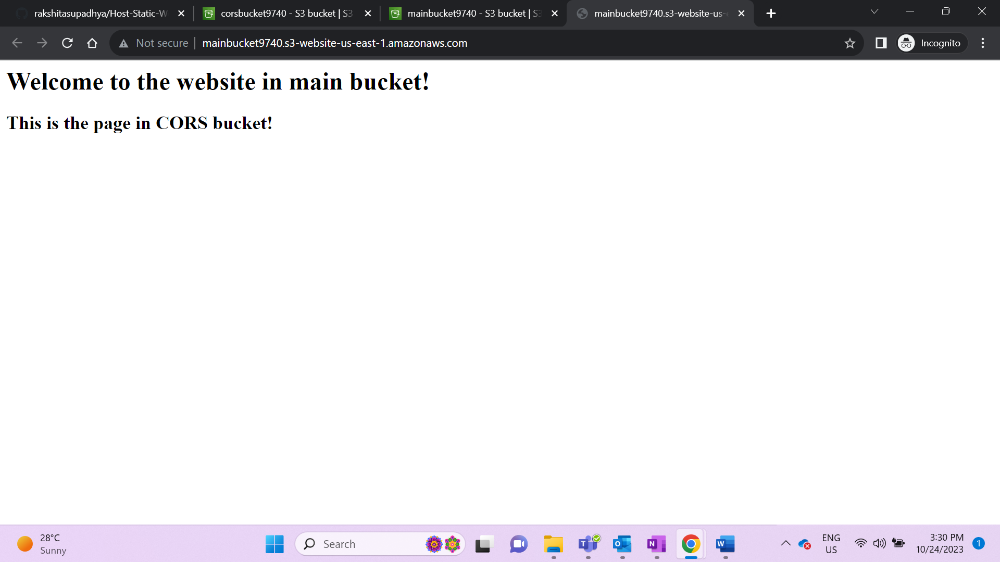 rakshitasupadhya/Host-Static-W
corsbucket9740 - S3 bucket | S3
mainbucket9740 - S3 bucket | S3
mainbucket9740.s3-website-us-e
Not secure
mainbucket9740.s3-website-us-east-1.amazonaws.com
Incognito
Welcome to the website in main bucket!
This is the page in CORS bucket!
28°C
Sunny
Search
T
O
N
W
ENG
US
3:30 PM
10/24/2023
1